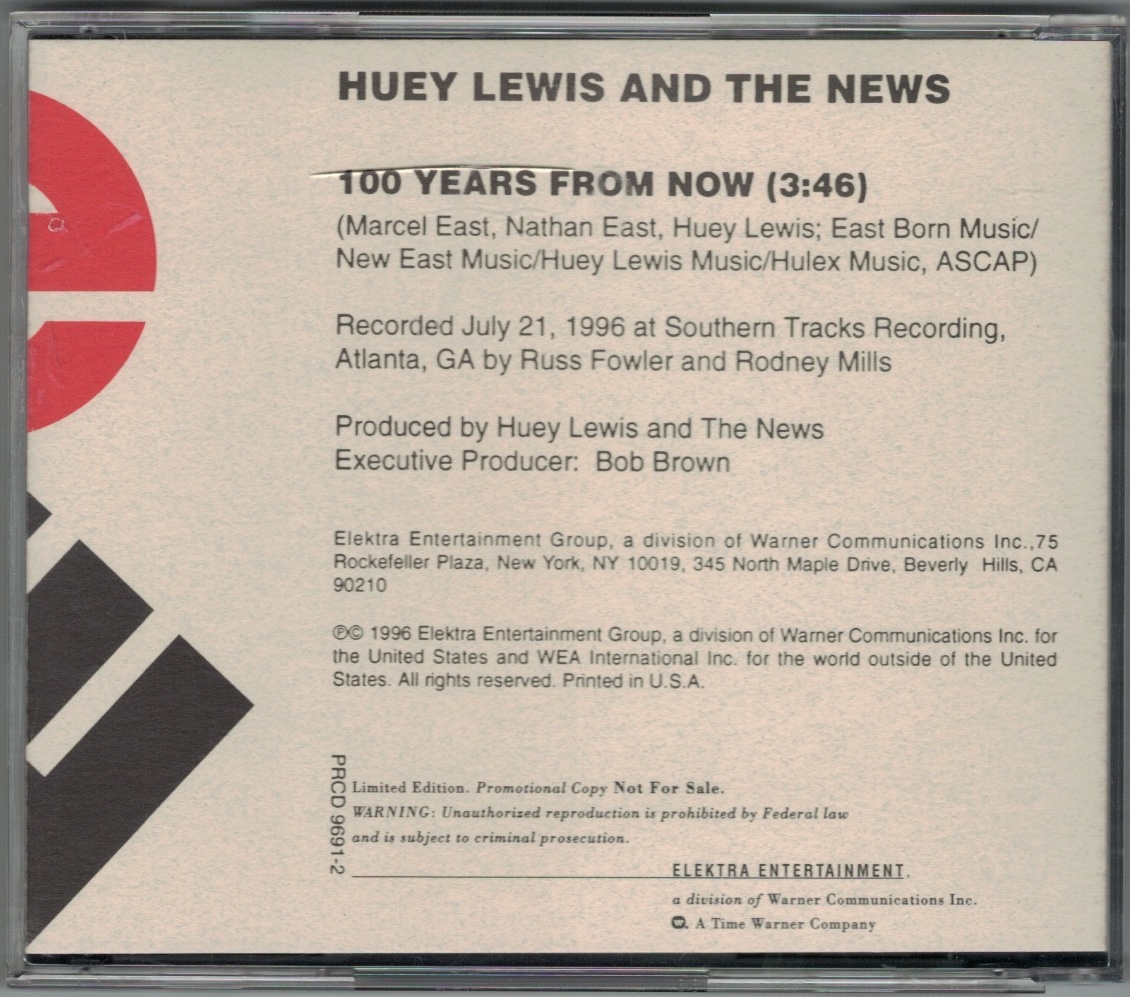 HUEY LEWIS AND THE NEWS
100 YEARS FROM NOW (3:46)
(Marcel East, Nathan East, Huey Lewis; East Born Music/
New East Music/Huey Lewis Music/Hulex Music, ASCAP)
Recorded July 21, 1996 at Southern Tracks Recording,
Atlanta, GA by Russ Fowler and Rodney Mills
Produced by Huey Lewis and The News
Executive Producer: Bob Brown
Elektra Entertainment Group, a division of Warner Communications Inc.,75
Rockefeller Plaza, New York, NY 10019, 345 North Maple Drive, Beverly Hills, CA
90210
℗© 1996 Elektra Entertainment Group, a division of Warner Communications Inc. for
the United States and WEA International Inc. for the world outside of the United
States. All rights reserved. Printed in U.S.A.
PRCD 9691-2
Limited Edition. Promotional Copy Not For Sale.
WARNING: Unauthorized reproduction is prohibited by Federal law
and is subject to criminal prosecution.
ELEKTRA ENTERTAINMENT.
a division of Warner Communications Inc.
A Time Warner Company